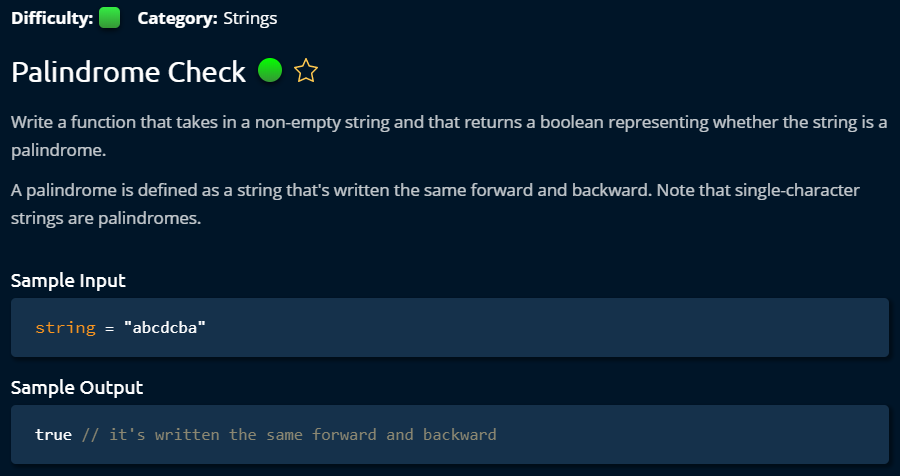 Difficulty: Category: Strings
Palindrome Check
Write a function that takes in a non-empty string and that returns a boolean representing whether the string is a
palindrome.
A palindrome is defined as a string that's written the same forward and backward. Note that single-character
strings are palindromes.
Sample Input
string = "abcdcba"
Sample Output
true // it's written the same forward and backward